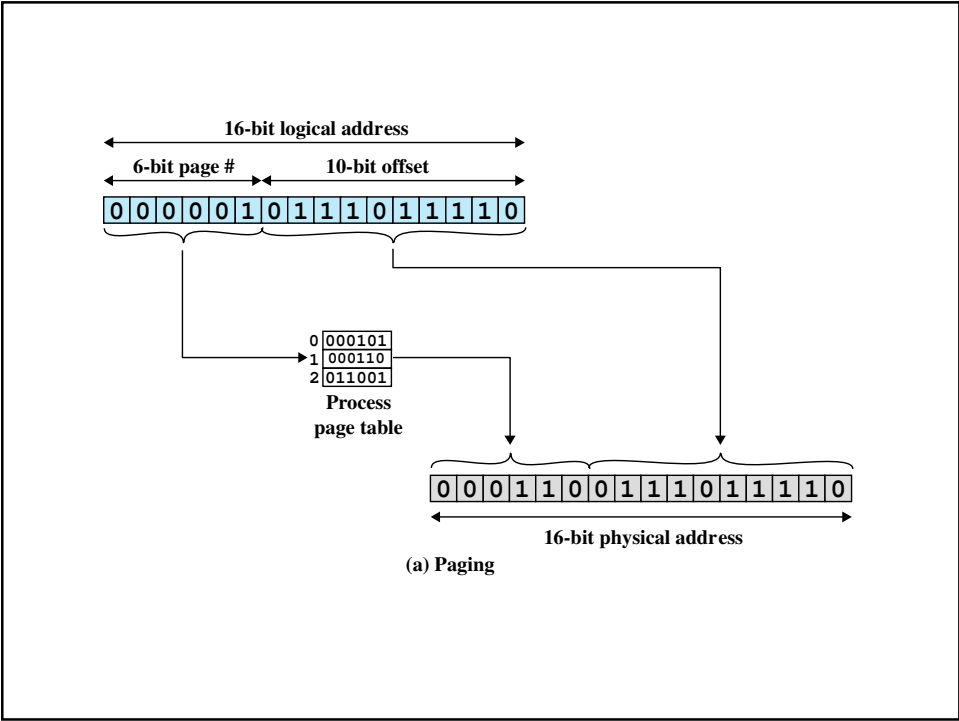 16-bit logical address
6-bit page # 10-bit offset
0 0 0 0 0 1 0 1 1 1 0 1 1 1 1 0
0 000101
1 000110
2 011001
Process
page table
0 0 0 1 1 0 0 1 1 1 0 1 1 1 1 0
16-bit physical address
(a) Paging